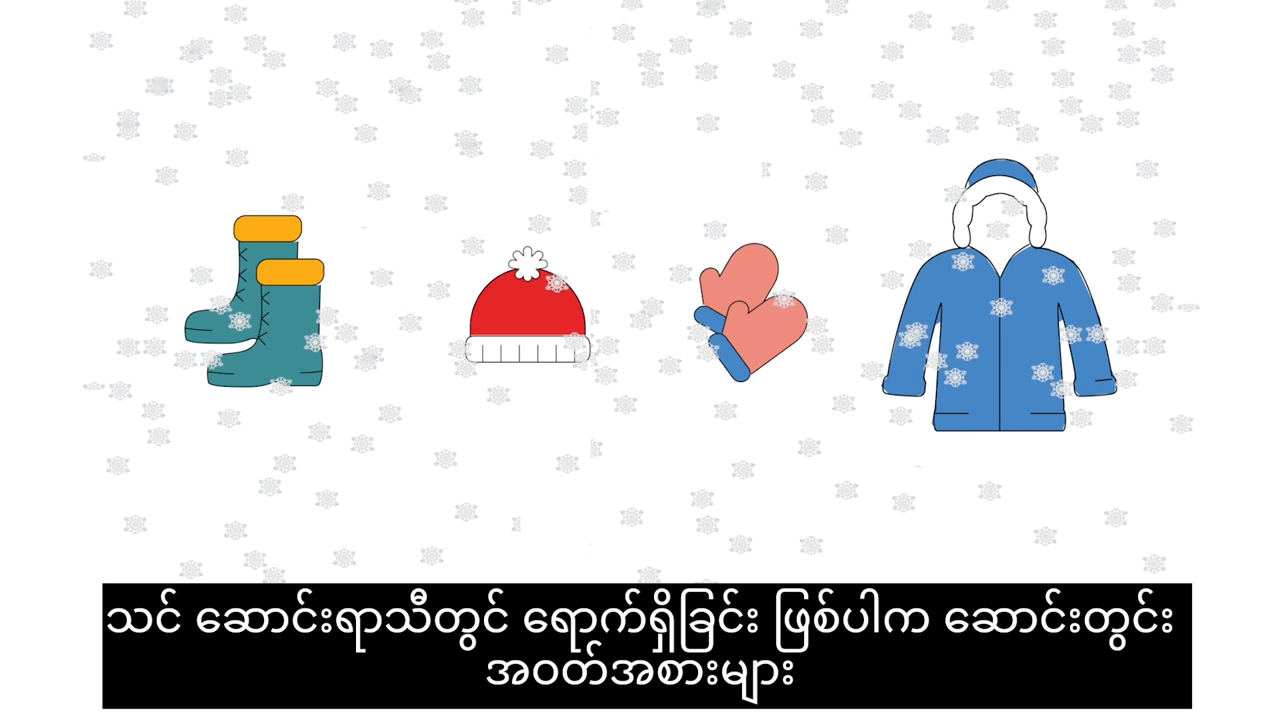 သင် ဆောင်းရာသီတွင် ရောက်ရှိခြင်း ဖြစ်ပါက ဆောင်းတွင်း
အဝတ်အစားများ